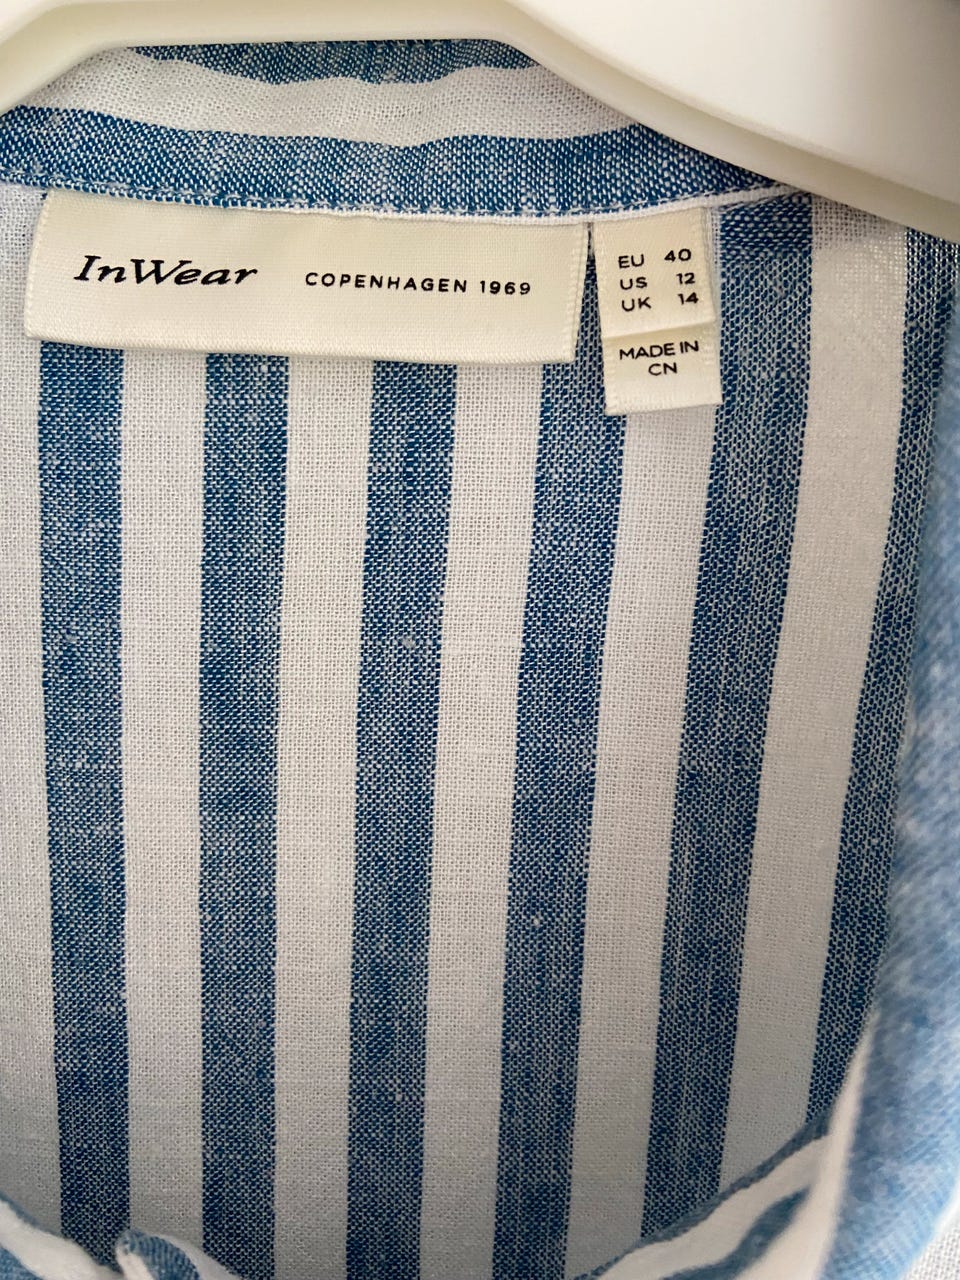 InWear COPENHAGEN 1969
EU 40
US 12
UK 14
MADE IN
CN